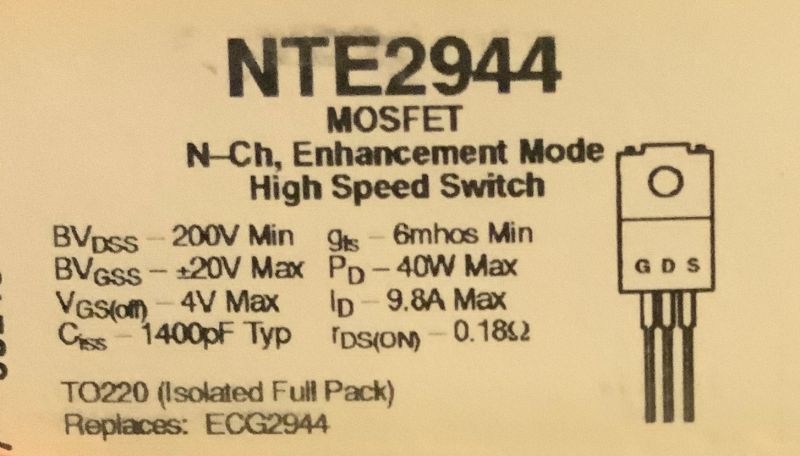 NTE2944
MOSFET
N–Ch, Enhancement Mode
High Speed Switch
BVDSS – 200V Min gfs – 6mhos Min
BVGSS – ±20V Max PD – 40W Max
VGS(off) – 4V Max ID – 9.8A Max
Ciss – 1400pF Typ rDS(ON) – 0.18Ω
G D S
TO220 (Isolated Full Pack)
Replaces: ECG2944